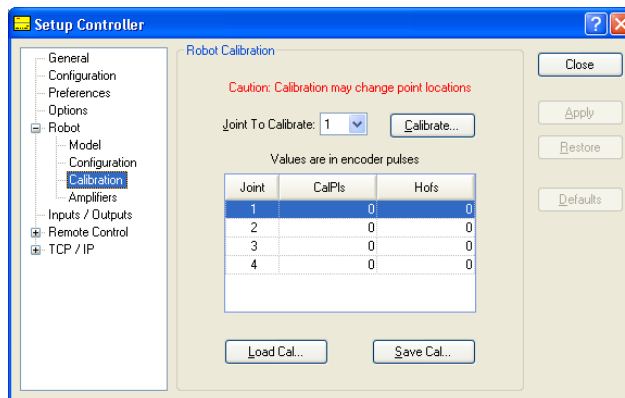 Setup Controller
General
Configuration
Preferences
Options
Robot
Model
Configuration
Calibration
Amplifiers
Inputs / Outputs
Remote Control
TCP / IP
Robot Calibration
Caution: Calibration may change point locations
Joint To Calibrate: 1
Calibrate...
Values are in encoder pulses
Joint CalPls Hofs
1 0 0
2 0 0
3 0 0
4 0 0
Load Cal...
Save Cal...
Close
Apply
Restore
Defaults